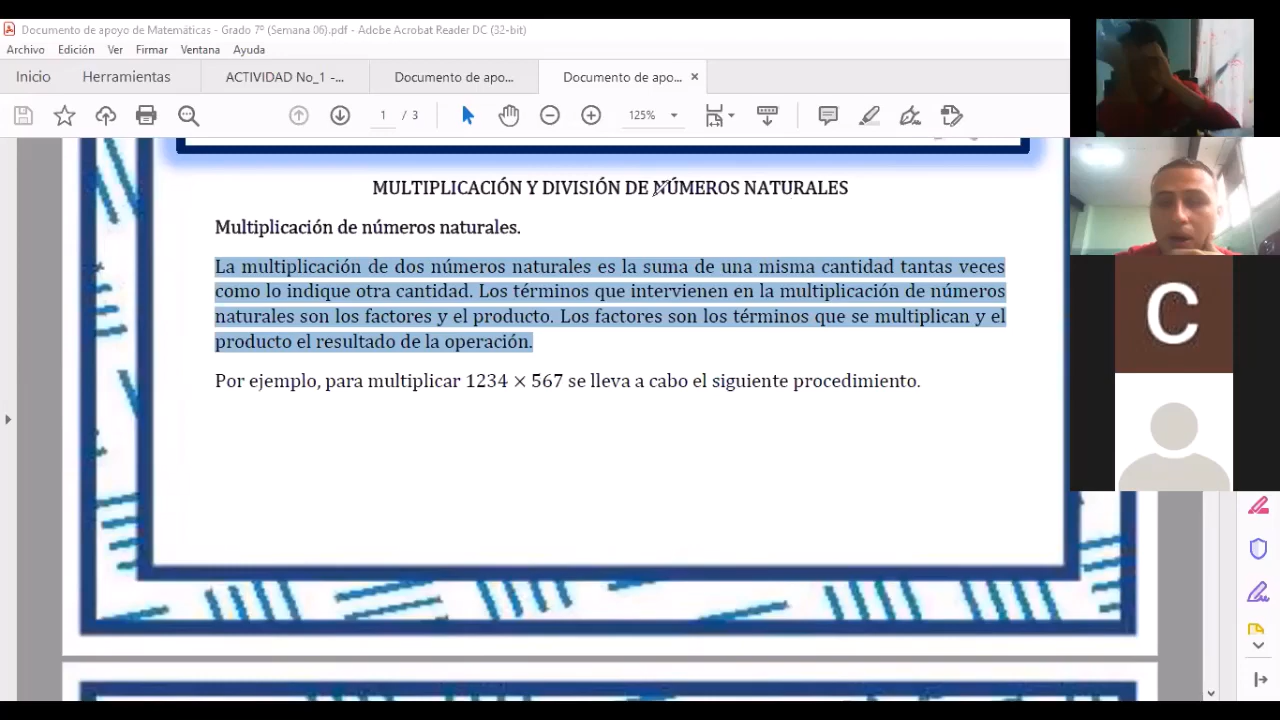 Documento de apoyo de Matemáticas - Grado 7º (Semana 06).pdf - Adobe Acrobat Reader DC (32-bit)
Archivo Edición Ver Firmar Ventana Ayuda
Inicio Herramientas ACTIVIDAD No_1 -... Documento de apo... Documento de apo... ×
1 / 3 125%
MULTIPLICACIÓN Y DIVISIÓN DE NÚMEROS NATURALES
Multiplicación de números naturales.
La multiplicación de dos números naturales es la suma de una misma cantidad tantas veces
como lo indique otra cantidad. Los términos que intervienen en la multiplicación de números
naturales son los factores y el producto. Los factores son los términos que se multiplican y el
producto el resultado de la operación.
Por ejemplo, para multiplicar 1234 × 567 se lleva a cabo el siguiente procedimiento.
C